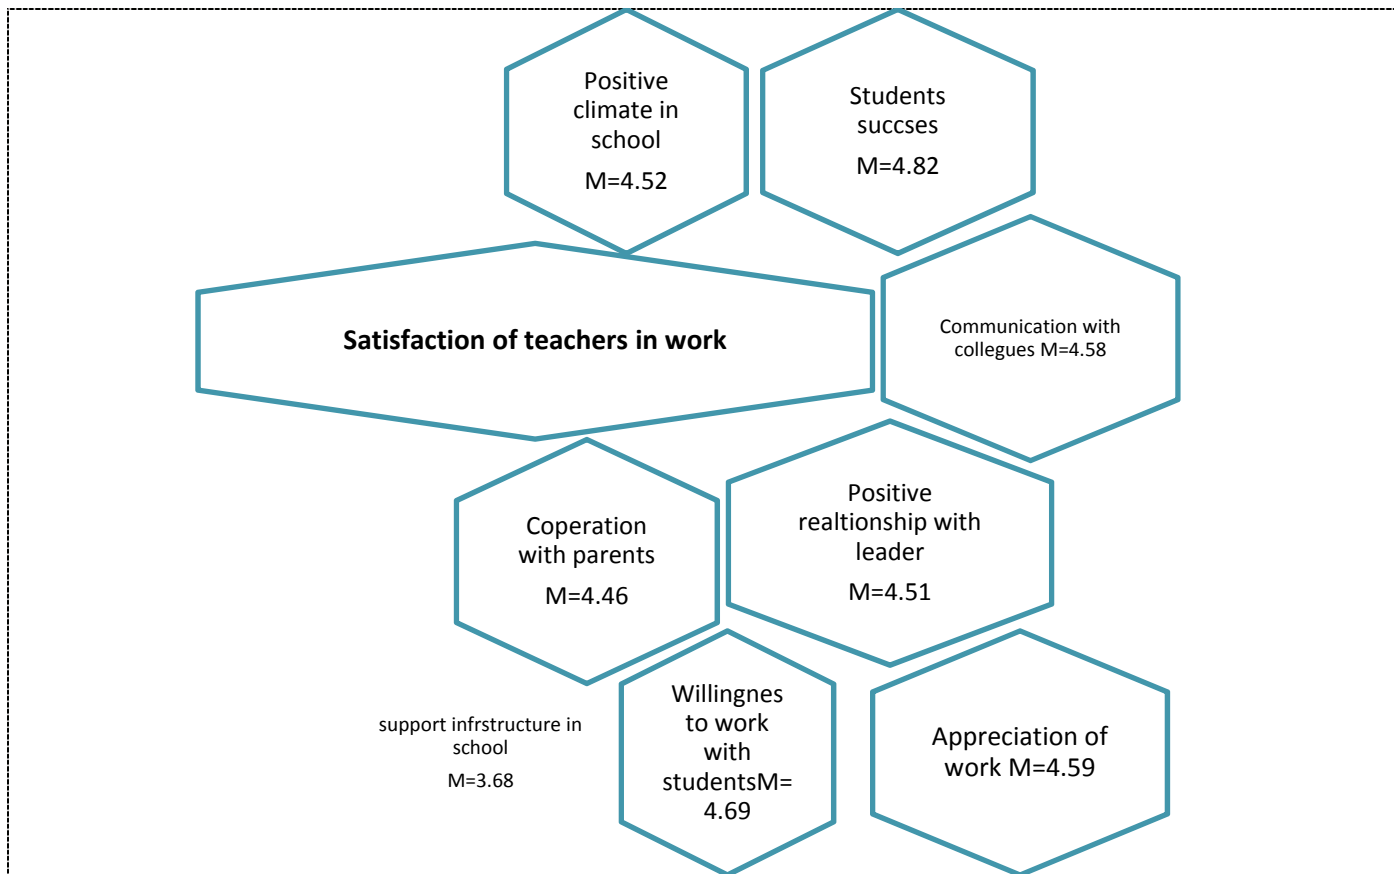 Positive
climate in
school
M=4.52
Students
succses
M=4.82
Satisfaction of teachers in work
Communication with
collegues M=4.58
Coperation
with parents
M=4.46
Positive
realtionship with
leader
M=4.51
support infrstructure in
school
M=3.68
Willingnes
to work
with
studentsM=
4.69
Appreciation of
work M=4.59